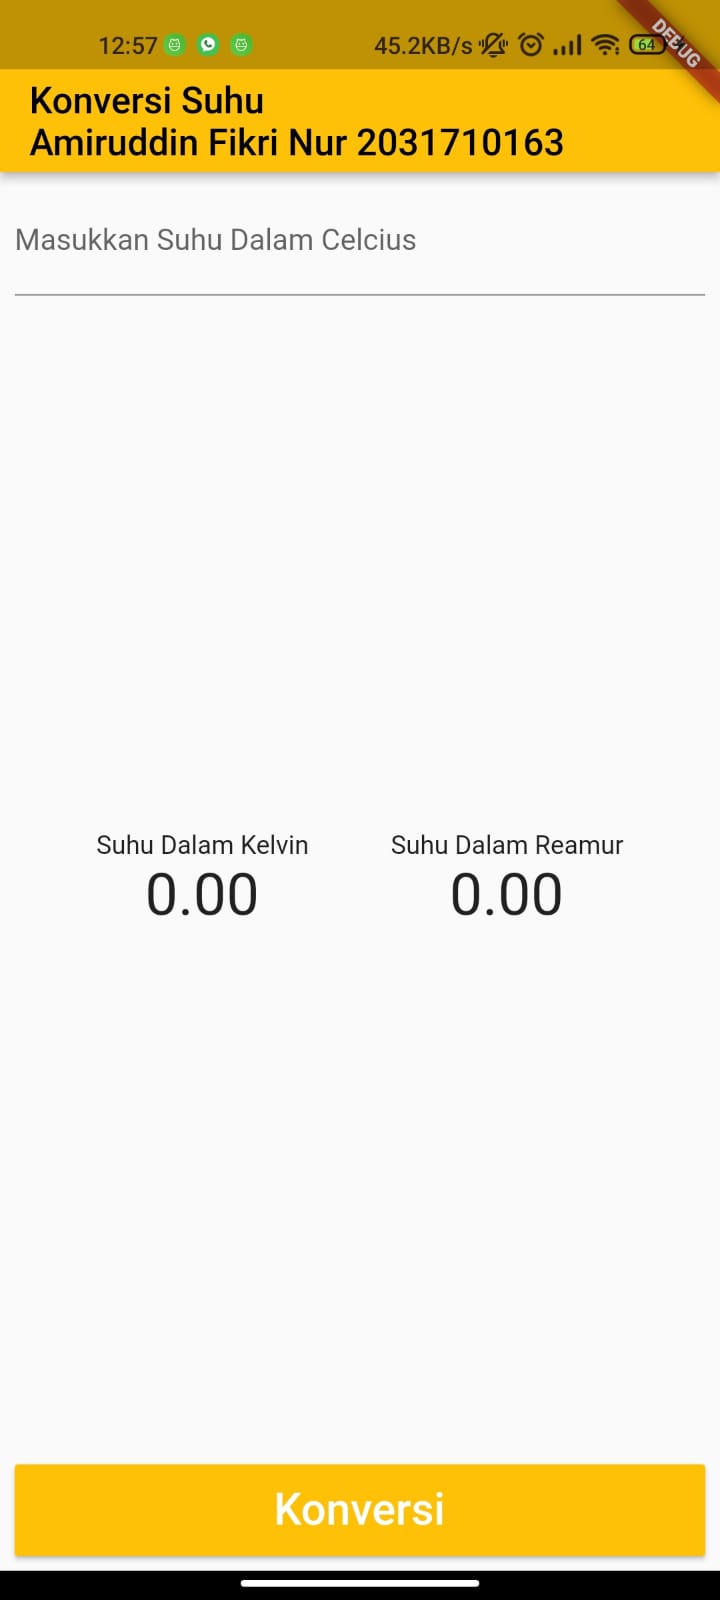 12:57 45.2KB/s 64
DEBUG
Konversi Suhu
Amiruddin Fikri Nur 2031710163
Masukkan Suhu Dalam Celcius
Suhu Dalam Kelvin Suhu Dalam Reamur
0.00 0.00
Konversi